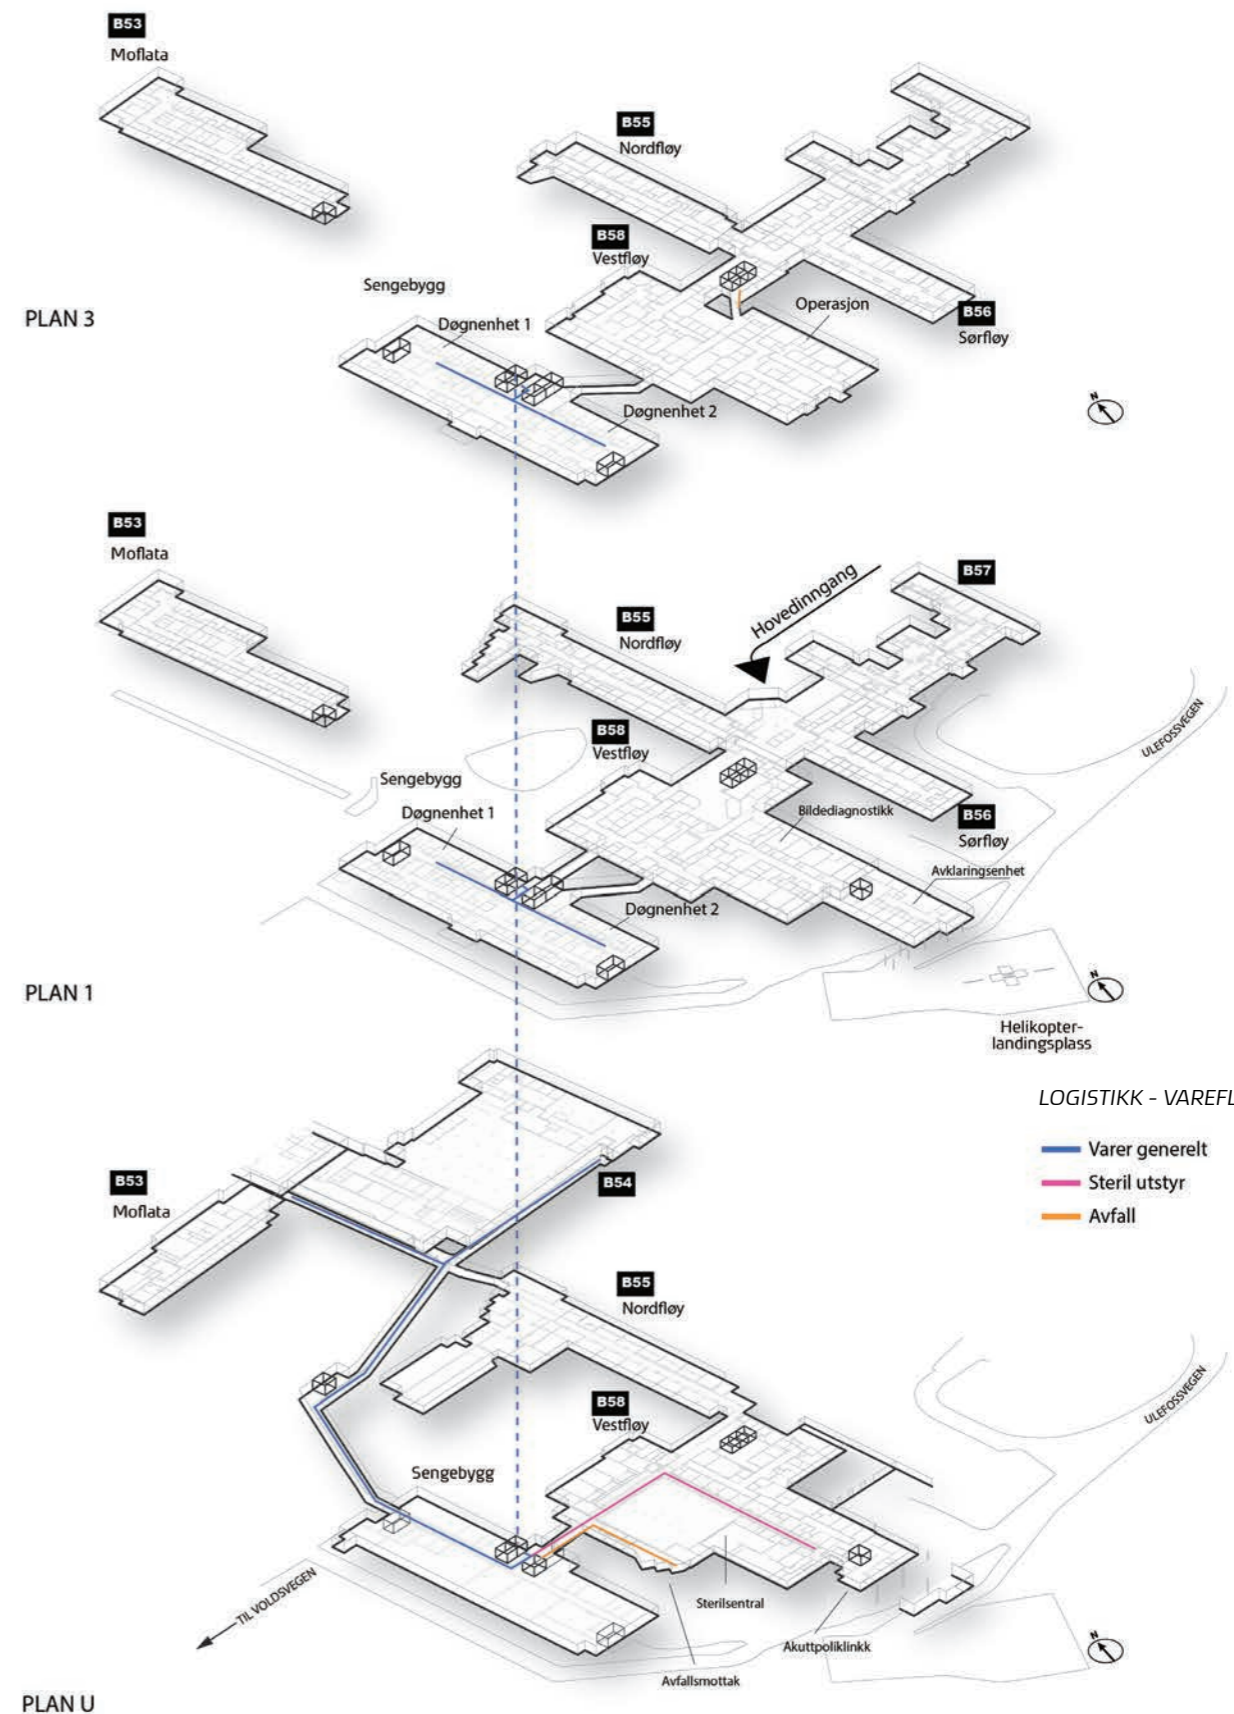 B53
Moflata
B55
Nordfløy
B58
Vestfløy
Sengebygg
Operasjon
B56
Sørfløy
PLAN 3
Døgnenhet 1
Døgnenhet 2
N
B53
Moflata
Hovedinngang
B57
B55
Nordfløy
ULEFOSSVEGEN
B58
Vestfløy
Sengebygg
Døgnenhet 1
Bildediagnostikk
B56
Sørfløy
Avklaringsenhet
Døgnenhet 2
PLAN 1
N
Helikopter-
landingsplass
LOGISTIKK - VAREFL
Varer generelt
Steril utstyr
Avfall
B53
Moflata
B54
B55
Nordfløy
ULEFOSSVEGEN
B58
Vestfløy
Sengebygg
TIL VOLDSVEGEN
Sterilsentral
Akuttpoliklinkk
Avfallsmottak
N
PLAN U